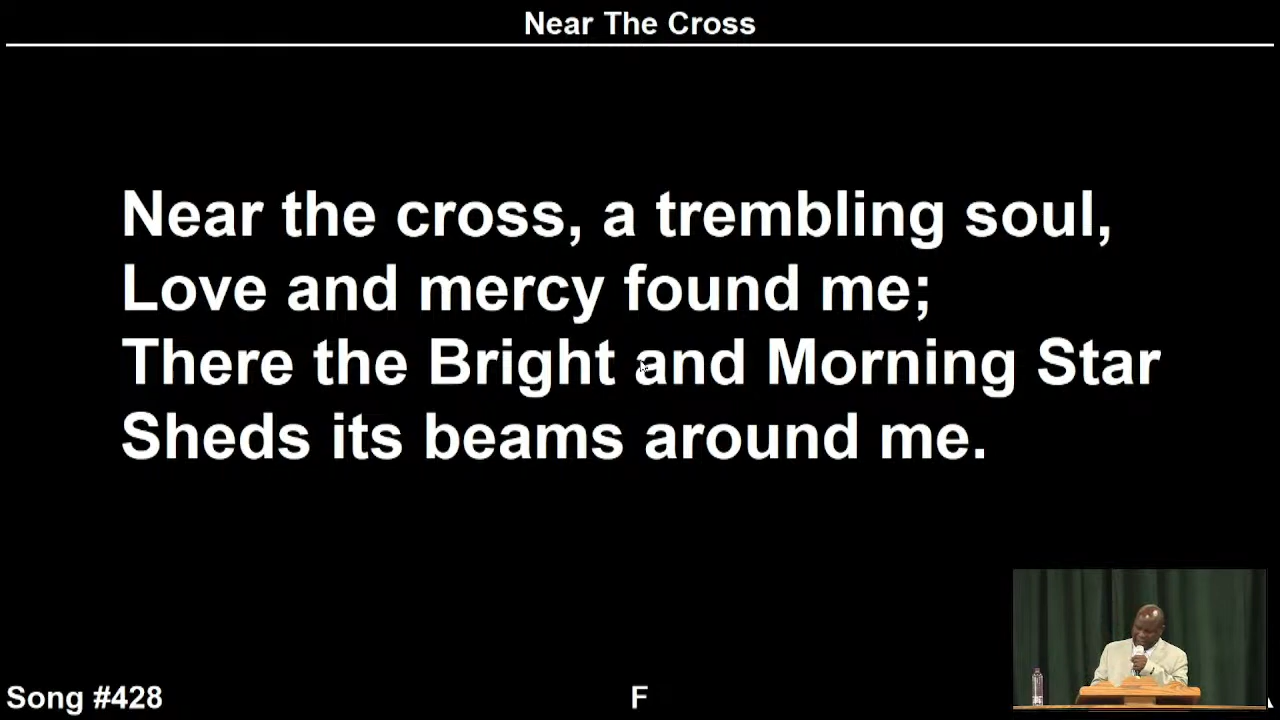 Near The Cross
Near the cross, a trembling soul,
Love and mercy found me;
There the Bright and Morning Star
Sheds its beams around me.
Song #428
F